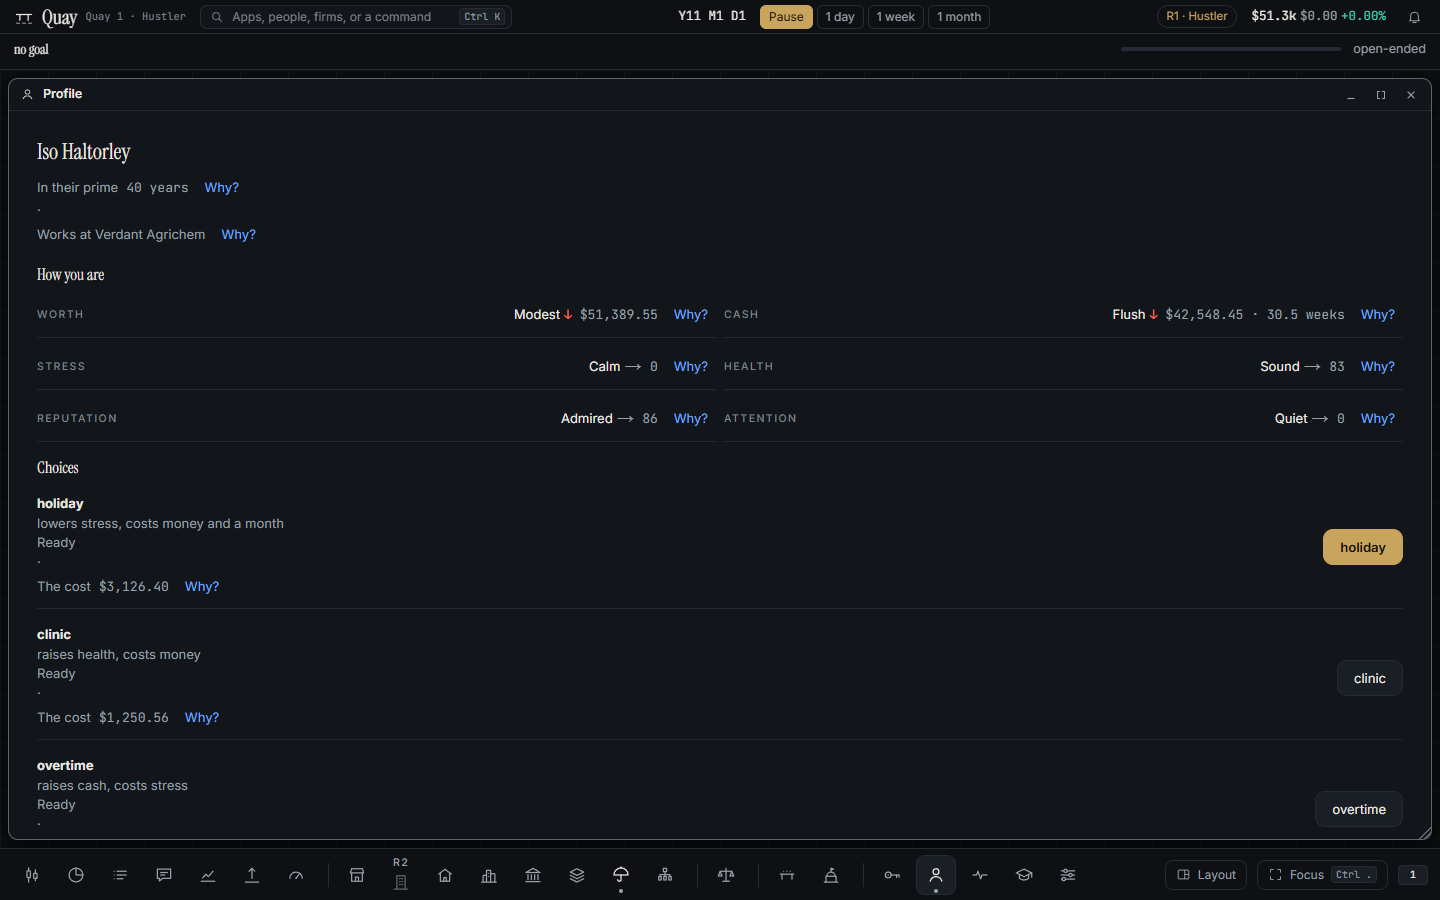 Quay Quay 1 · Hustler Apps, people, firms, or a command Ctrl K Y11 M1 D1 Pause 1 day 1 week 1 month R1 · Hustler $51.3k $0.00 +0.00%
no goal open-ended
Profile
Iso Haltorley
In their prime 40 years Why?
·
Works at Verdant Agrichem Why?
How you are
WORTH Modest ↓ $51,389.55 Why? CASH Flush ↓ $42,548.45 · 30.5 weeks Why?
STRESS Calm → 0 Why? HEALTH Sound → 83 Why?
REPUTATION Admired → 86 Why? ATTENTION Quiet → 0 Why?
Choices
holiday
lowers stress, costs money and a month
Ready
holiday
·
The cost $3,126.40 Why?
clinic
raises health, costs money
Ready
clinic
·
The cost $1,250.56 Why?
overtime
raises cash, costs stress
Ready
overtime
·
R2
Layout Focus Ctrl . 1